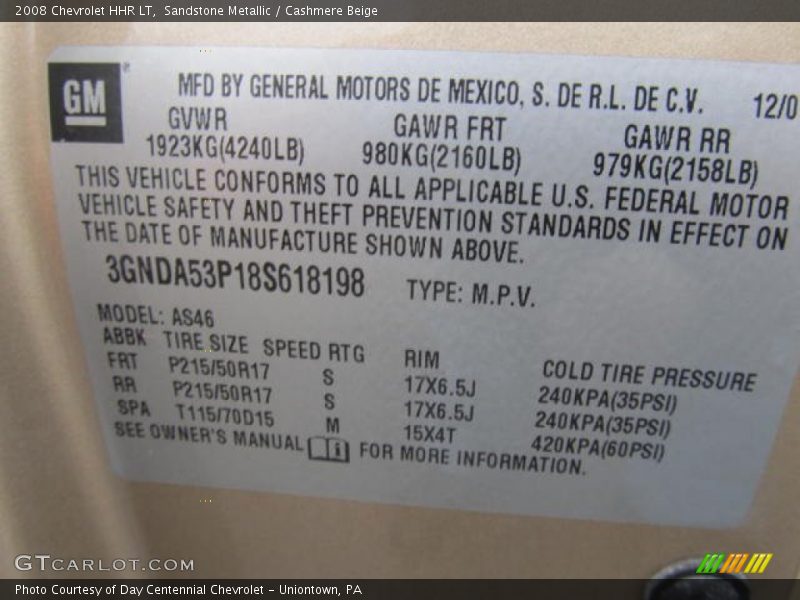 2008 Chevrolet HHR LT,  Sandstone Metallic / Cashmere Beige
GM
MFD BY GENERAL MOTORS DE MEXICO, S. DE R.L. DE C.V. 12/0
GVWR GAWR FRT GAWR RR
1923KG(4240LB) 980KG(2160LB) 979KG(2158LB)
THIS VEHICLE CONFORMS TO ALL APPLICABLE U.S. FEDERAL MOTOR
VEHICLE SAFETY AND THEFT PREVENTION STANDARDS IN EFFECT ON
THE DATE OF MANUFACTURE SHOWN ABOVE.
3GNDA53P18S618198 TYPE: M.P.V.
MODEL: AS46
ABBK TIRE SIZE SPEED RTG RIM COLD TIRE PRESSURE
FRT P215/50R17 S 17X6.5J 240KPA(35PSI)
RR P215/50R17 S 17X6.5J 240KPA(35PSI)
SPA T115/70D15 M 15X4T 420KPA(60PSI)
SEE OWNER'S MANUAL FOR MORE INFORMATION.
GTCARLOT.COM
Photo Courtesy of Day Centennial Chevrolet - Uniontown, PA